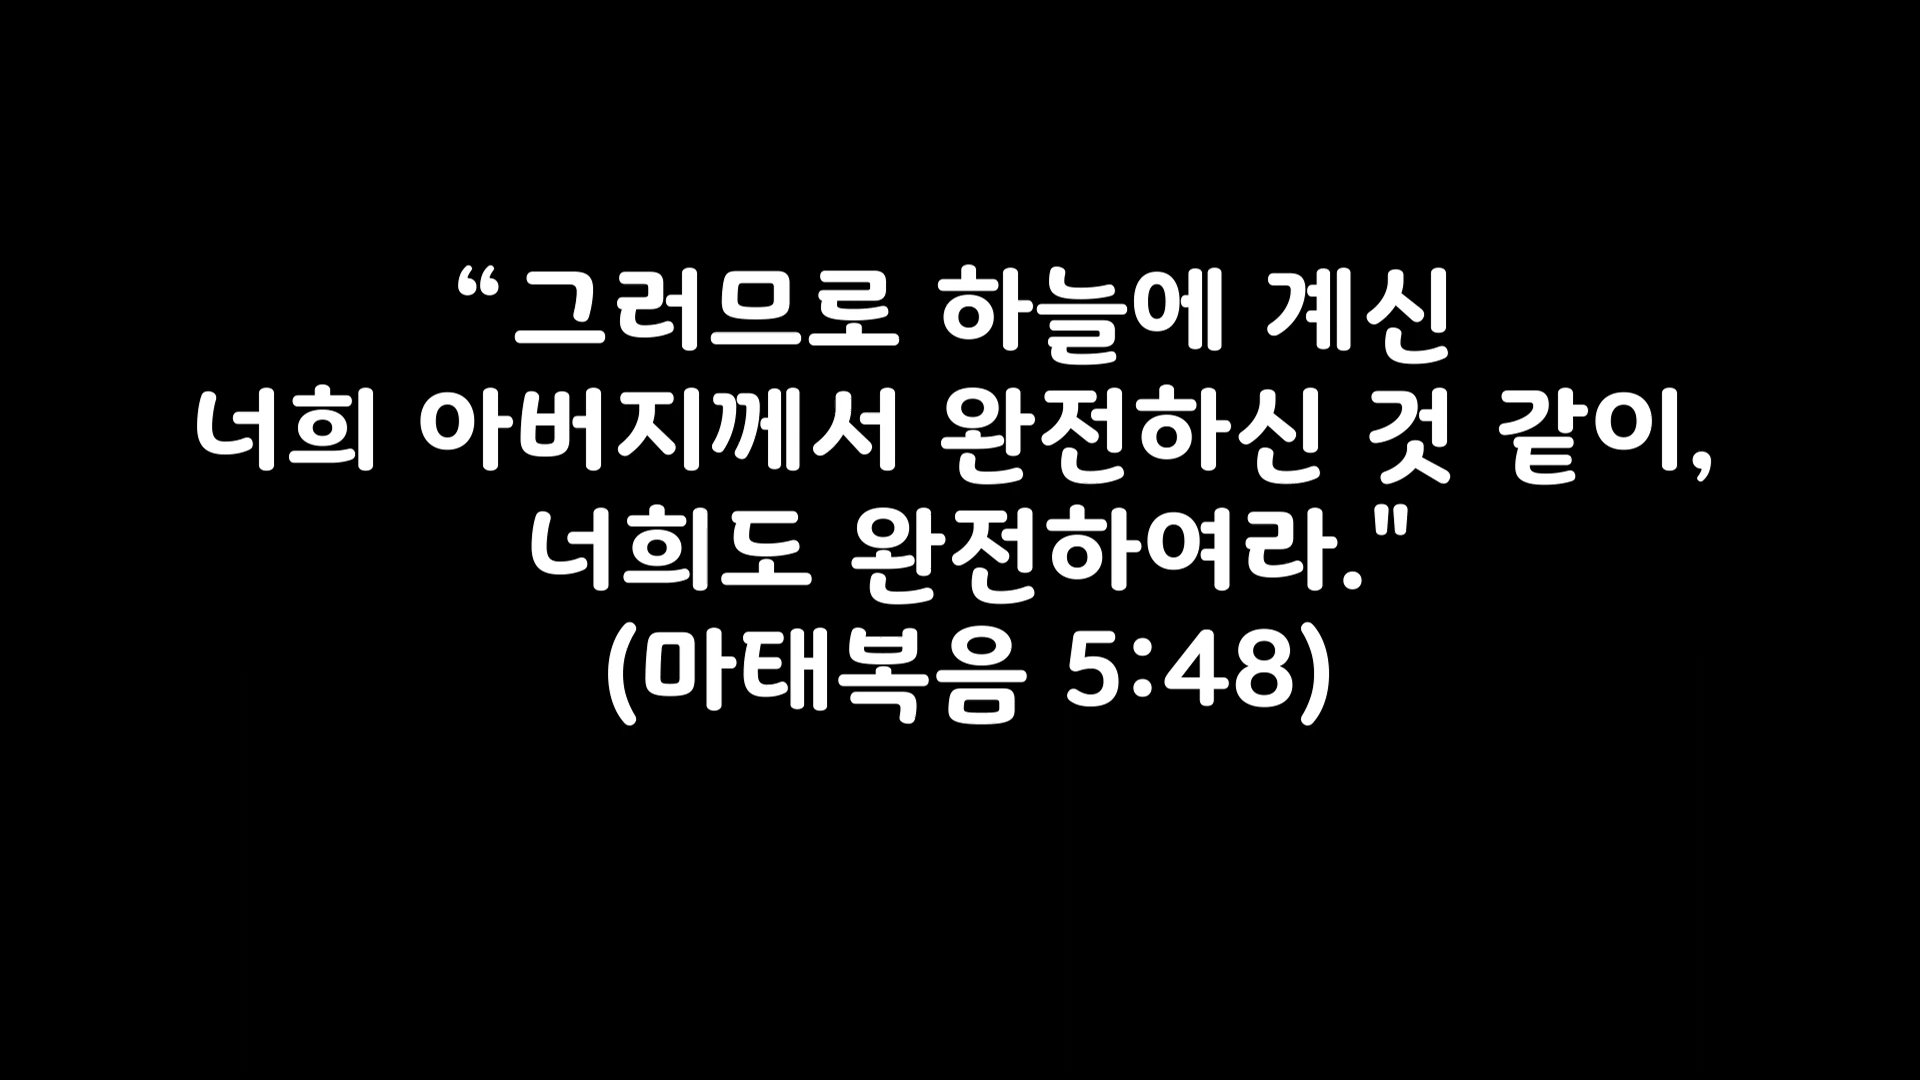 “그러므로 하늘에 계신
너희 아버지께서 완전하신 것 같이,
너희도 완전하여라."
(마태복음 5:48)